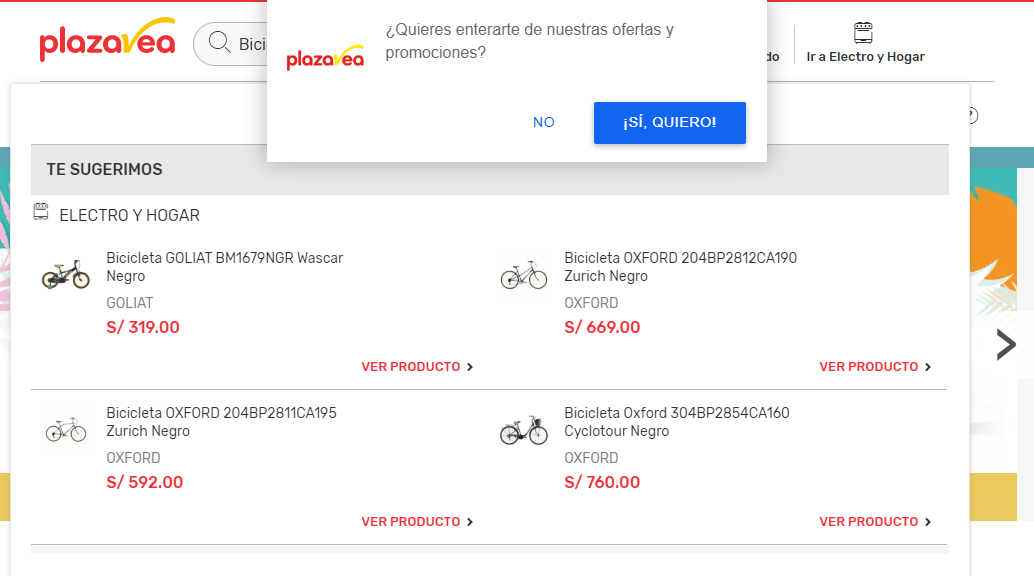 plazavea
Bici
¿Quieres enterarte de nuestras ofertas y
promociones?
plazavea
NO
¡SÍ, QUIERO!
Ir a Electro y Hogar
TE SUGERIMOS
ELECTRO Y HOGAR
Bicicleta GOLIAT BM1679NGR Wascar
Negro
GOLIAT
S/ 319.00
VER PRODUCTO
Bicicleta OXFORD 204BP2812CA190
Zurich Negro
OXFORD
S/ 669.00
VER PRODUCTO
Bicicleta OXFORD 204BP2811CA195
Zurich Negro
OXFORD
S/ 592.00
VER PRODUCTO
Bicicleta Oxford 304BP2854CA160
Cyclotour Negro
OXFORD
S/ 760.00
VER PRODUCTO